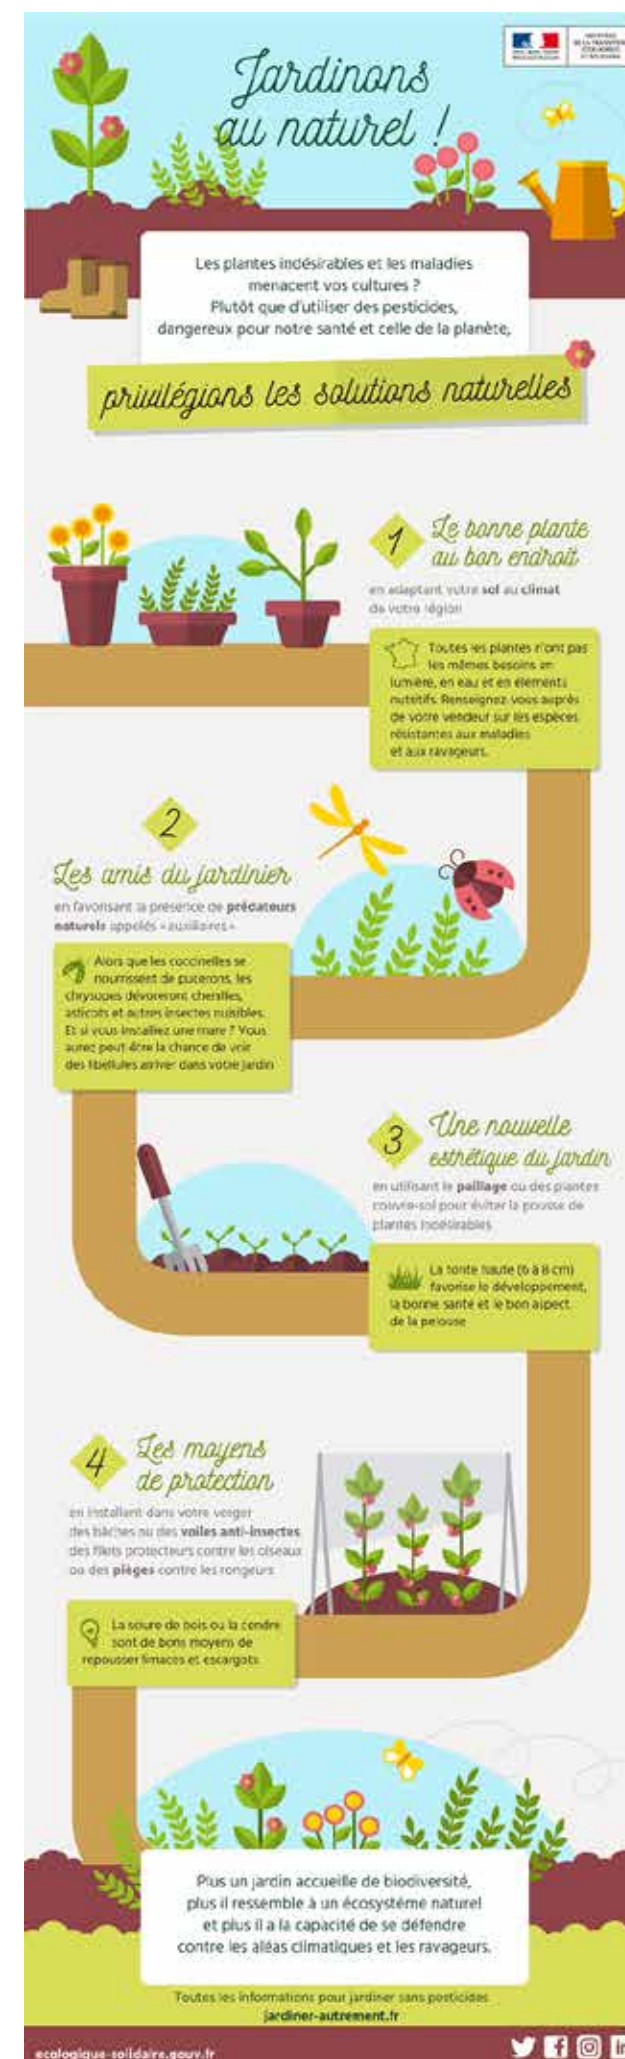 Jardinons
au naturel !
Les plantes indésirables et les maladies
menacent vos cultures ?
Plutôt que d'utiliser des pesticides,
dangereux pour notre santé et celle de la planète,
privilégions les solutions naturelles
1
Le bonne plante
au bon endroit
en adaptant votre sol au climat
de votre région
Toutes les plantes n'ont pas
les mêmes besoins en
lumière, en eau et en éléments
nutritifs. Renseignez vous auprès
de votre vendeur sur les espèces
résistantes aux maladies
et aux ravageurs.
2
Les amis du jardinier
en favorisant la présence de prédateurs
naturels appelés « auxiliaires »
Alors que les coccinelles se
nourrissent de pucerons, les
chrysopes dévoreront chenilles,
asticots et autres insectes nuisibles.
Et si vous installiez une mare ? Vous
aurez peut être la chance de voir
des libellules arriver dans votre jardin
3
Une nouvelle
esthétique du jardin
en utilisant le paillage ou des plantes
couvre-sol pour éviter la pousse de
plantes indésirables
La tonte haute (6 à 8 cm)
favorise le développement,
la bonne santé et le bon aspect
de la pelouse
4
Les moyens
de protection
en installant dans votre verger
des bâches ou des voiles anti-insectes
des filets protecteurs contre les oiseaux
ou des pièges contre les rongeurs
La sciure de bois ou la cendre
sont de bons moyens de
repousser limaces et escargots
Plus un jardin accueille de biodiversité,
plus il ressemble à un écosystème naturel
et plus il a la capacité de se défendre
contre les aléas climatiques et les ravageurs.
Toutes les informations pour jardiner sans pesticides
jardiner-autrement.fr
ecologique-solidaire.gouv.fr